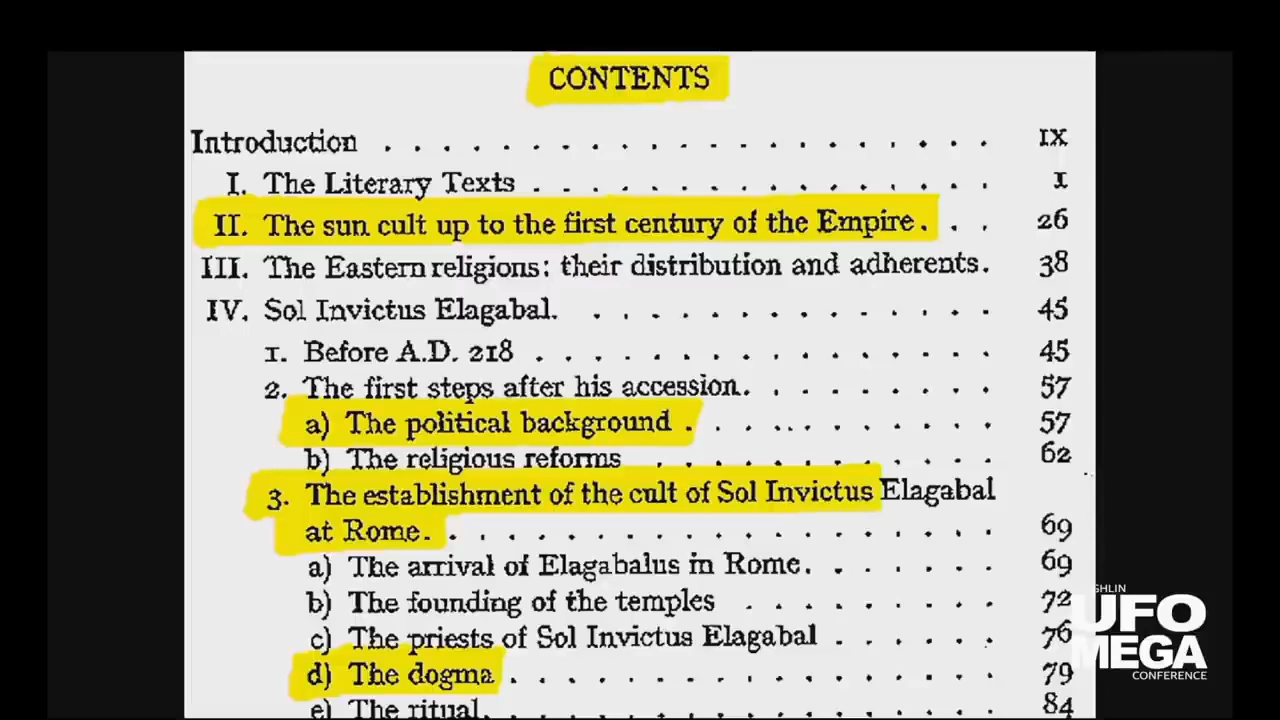 CONTENTS
Introduction . . . . . . . . . . . . . . . . . . . . . IX
I. The Literary Texts . . . . . . . . . . . . . . . . 1
II. The sun cult up to the first century of the Empire. . . 26
III. The Eastern religions: their distribution and adherents. 38
IV. Sol Invictus Elagabal. . . . . . . . . . . . . . . 45
1. Before A.D. 218 . . . . . . . . . . . . . . . . 45
2. The first steps after his accession. . . . . . . . . 57
a) The political background . . . . . . . . . . . 57
b) The religious reforms . . . . . . . . . . . . 62
3. The establishment of the cult of Sol Invictus Elagabal
at Rome. . . . . . . . . . . . . . . . . . . . 69
a) The arrival of Elagabalus in Rome. . . . . . . 69
b) The founding of the temples . . . . . . . . . 72
c) The priests of Sol Invictus Elagabal . . . . . . 76
d) The dogma . . . . . . . . . . . . . . . . . 79
e) The ritual. . . . . . . . . . . . . . . . . . 84
GHLIN
UFO
MEGA
CONFERENCE